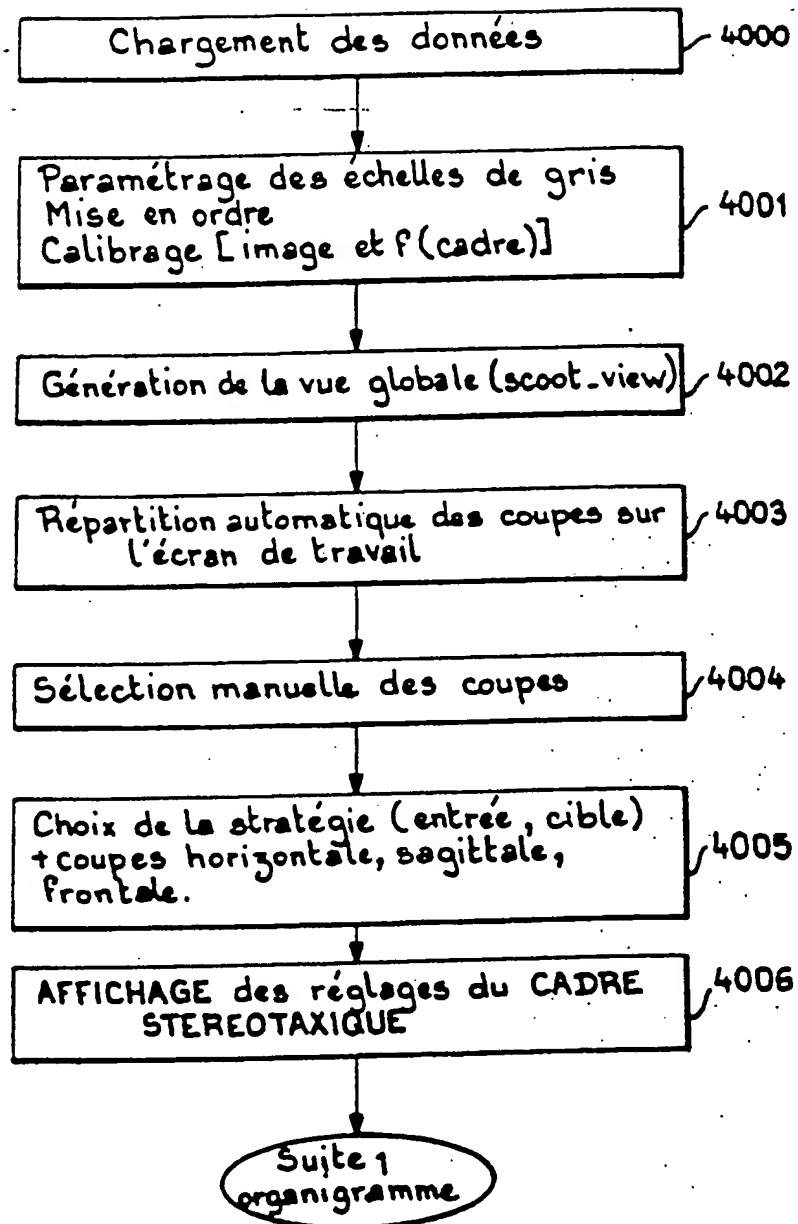 Chargement des données
4000
Paramétrage des échelles de gris
Mise en ordre
Calibrage [image et f(cadre)]
4001
Génération de la vue globale (scoot_view)
4002
Répartition automatique des coupes sur
l'écran de travail
4003
Sélection manuelle des coupes
4004
Choix de la stratégie (entrée, cible)
+coupes horizontale, sagittale,
frontale.
4005
AFFICHAGE des réglages du CADRE
STEREOTAXIQUE
4006
Suite 1
organigramme